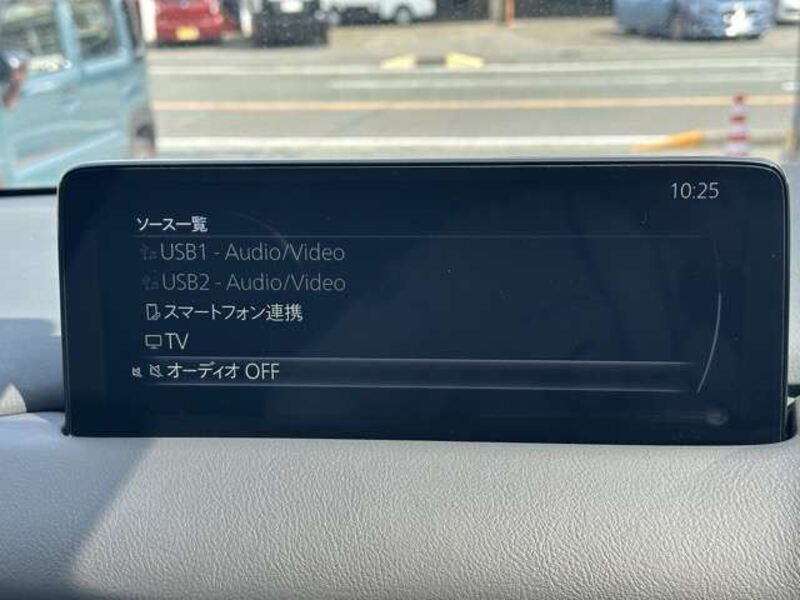 10:25
ソース一覧
USB1 - Audio/Video
USB2 - Audio/Video
スマートフォン連携
TV
オーディオ OFF